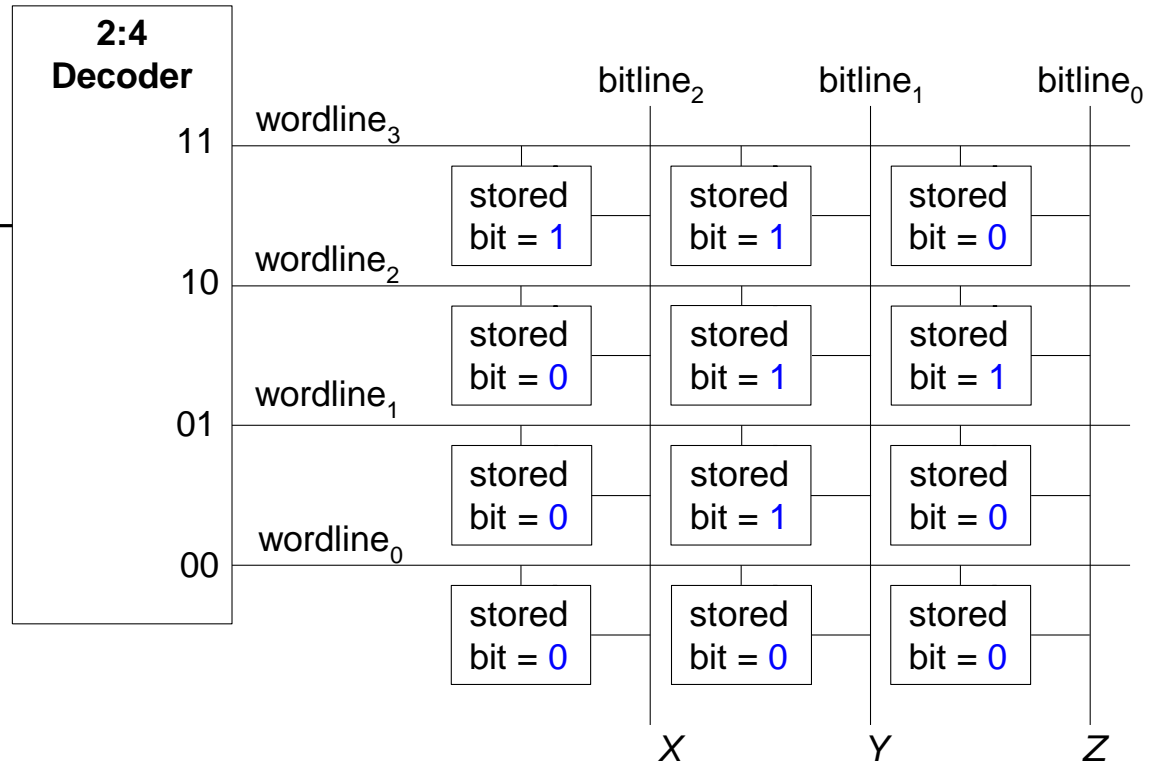 2:4
Decoder
bitline₂ bitline₁ bitline₀
wordline₃
11
stored stored stored
bit = 1 bit = 1 bit = 0
wordline₂
10
stored stored stored
bit = 0 bit = 1 bit = 1
wordline₁
01
stored stored stored
bit = 0 bit = 1 bit = 0
wordline₀
00
stored stored stored
bit = 0 bit = 0 bit = 0
X Y Z